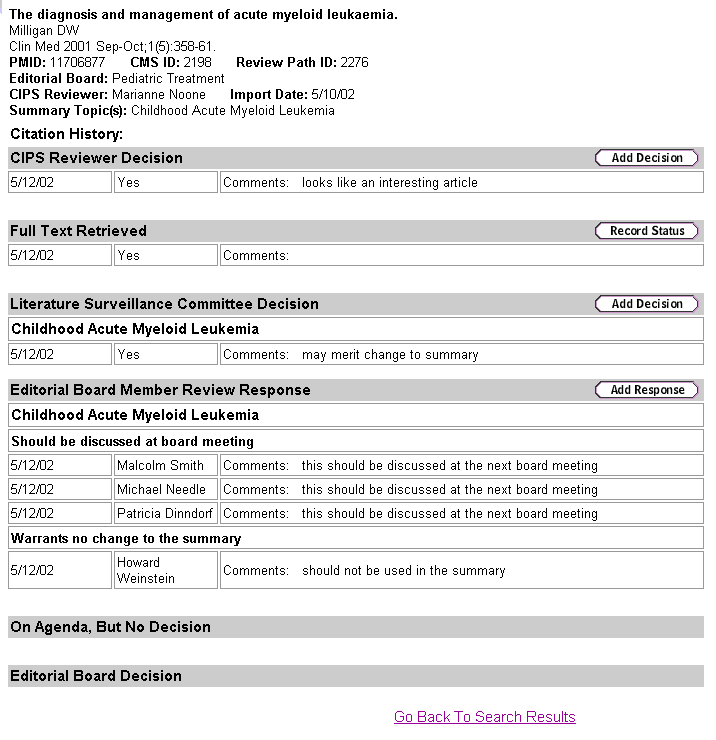 The diagnosis and management of acute myeloid leukaemia.
Milligan DW
Clin Med 2001 Sep-Oct;1(5):358-61.
PMID: 11706877 CMS ID: 2198 Review Path ID: 2276
Editorial Board: Pediatric Treatment
CIPS Reviewer: Marianne Noone Import Date: 5/10/02
Summary Topic(s): Childhood Acute Myeloid Leukemia
Citation History:
CIPS Reviewer Decision Add Decision
5/12/02 Yes Comments: looks like an interesting article
Full Text Retrieved Record Status
5/12/02 Yes Comments:
Literature Surveillance Committee Decision Add Decision
Childhood Acute Myeloid Leukemia
5/12/02 Yes Comments: may merit change to summary
Editorial Board Member Review Response Add Response
Childhood Acute Myeloid Leukemia
Should be discussed at board meeting
5/12/02 Malcolm Smith Comments: this should be discussed at the next board meeting
5/12/02 Michael Needle Comments: this should be discussed at the next board meeting
5/12/02 Patricia Dinndorf Comments: this should be discussed at the next board meeting
Warrants no change to the summary
5/12/02 Howard Weinstein Comments: should not be used in the summary
On Agenda, But No Decision
Editorial Board Decision
Go Back To Search Results